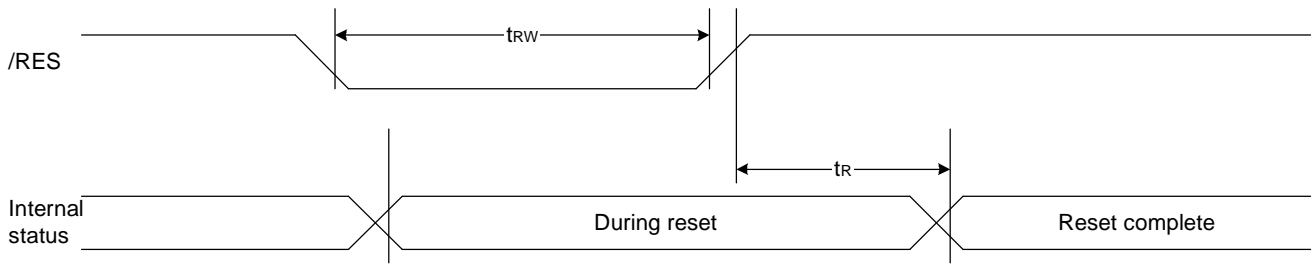 tRW
/RES
tR
Internal
status
During reset
Reset complete